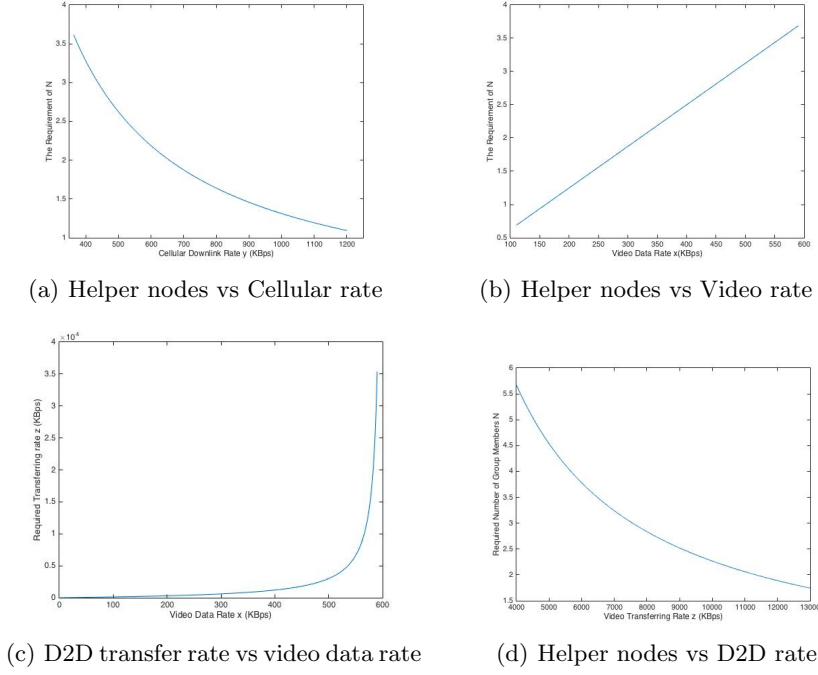 4
3.5
3
2.5
2
1.5
1
The Requirement of N
400 500 600 700 800 900 1000 1100 1200
Cellular Downlink Rate y (KBps)
4
3.5
3
2.5
2
1.5
1
0.5
The Requirement of N
100 150 200 250 300 350 400 450 500 550 600
Video Data Rate x(KBps)
(a) Helper nodes vs Cellular rate
(b) Helper nodes vs Video rate
×10^4
4
3.5
3
2.5
2
1.5
1
0.5
0
Required Transferring rate z (KBps)
0 100 200 300 400 500 600
Video Data Rate x (KBps)
6
5.5
5
4.5
4
3.5
3
2.5
2
1.5
Required Number of Group Members N
4000 5000 6000 7000 8000 9000 10000 11000 12000 13000
Video Transferring Rate z (KBps)
(c) D2D transfer rate vs video data rate
(d) Helper nodes vs D2D rate